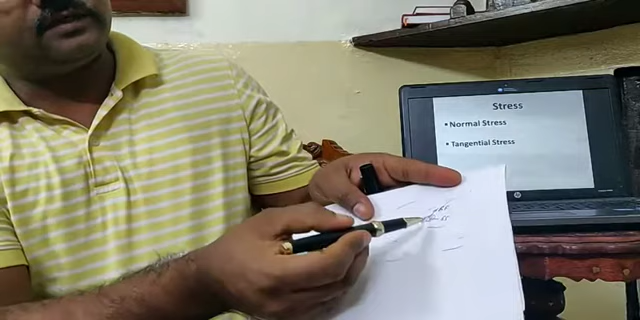 Stress
• Normal Stress
• Tangential Stress